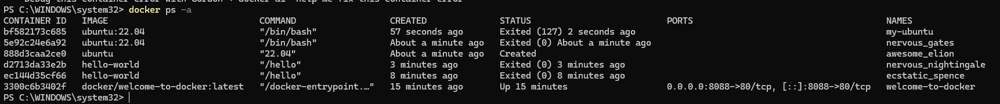 Debug this container error with Gordon → docker ai "help me fix this container error"
PS C:\WINDOWS\system32> docker ps -a
CONTAINER ID   IMAGE                             COMMAND                  CREATED              STATUS                          PORTS                                     NAMES
bf582173c685   ubuntu:22.04                      "/bin/bash"              57 seconds ago       Exited (127) 2 seconds ago                                                my-ubuntu
5e92c24e6a92   ubuntu:22.04                      "/bin/bash"              About a minute ago   Exited (0) About a minute ago                                             nervous_gates
888d3caa2ce0   ubuntu                            "22.04"                  About a minute ago   Created                                                                   awesome_elion
d2713da33e2b   hello-world                       "/hello"                 3 minutes ago        Exited (0) 3 minutes ago                                                  nervous_nightingale
ec144d35cf66   hello-world                       "/hello"                 8 minutes ago        Exited (0) 8 minutes ago                                                  ecstatic_spence
3300c6b3402f   docker/welcome-to-docker:latest   "/docker-entrypoint.…"   15 minutes ago       Up 15 minutes                   0.0.0.0:8088->80/tcp, [::]:8088->80/tcp   welcome-to-docker
PS C:\WINDOWS\system32>